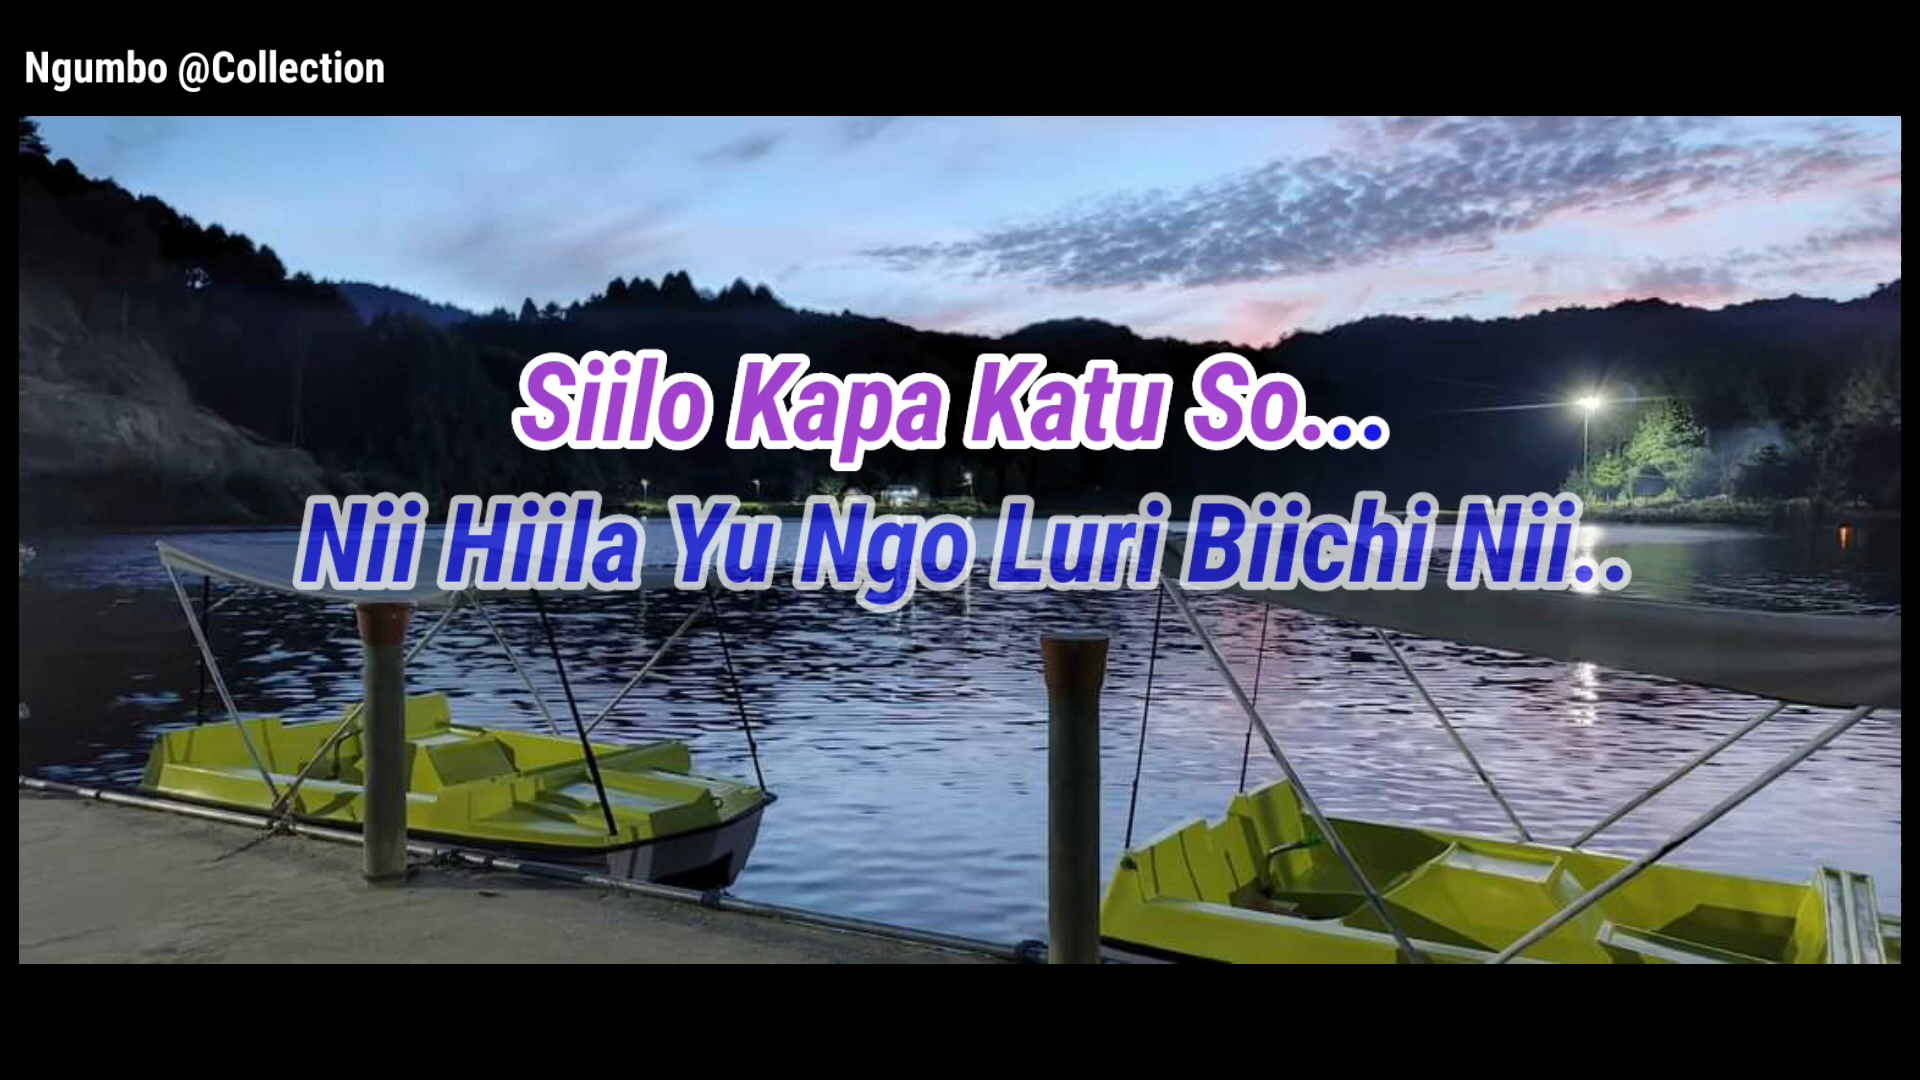 Ngumbo @Collection
Siilo Kapa Katu So...
Nii Hiila Yu Ngo Luri Biichi Nii..